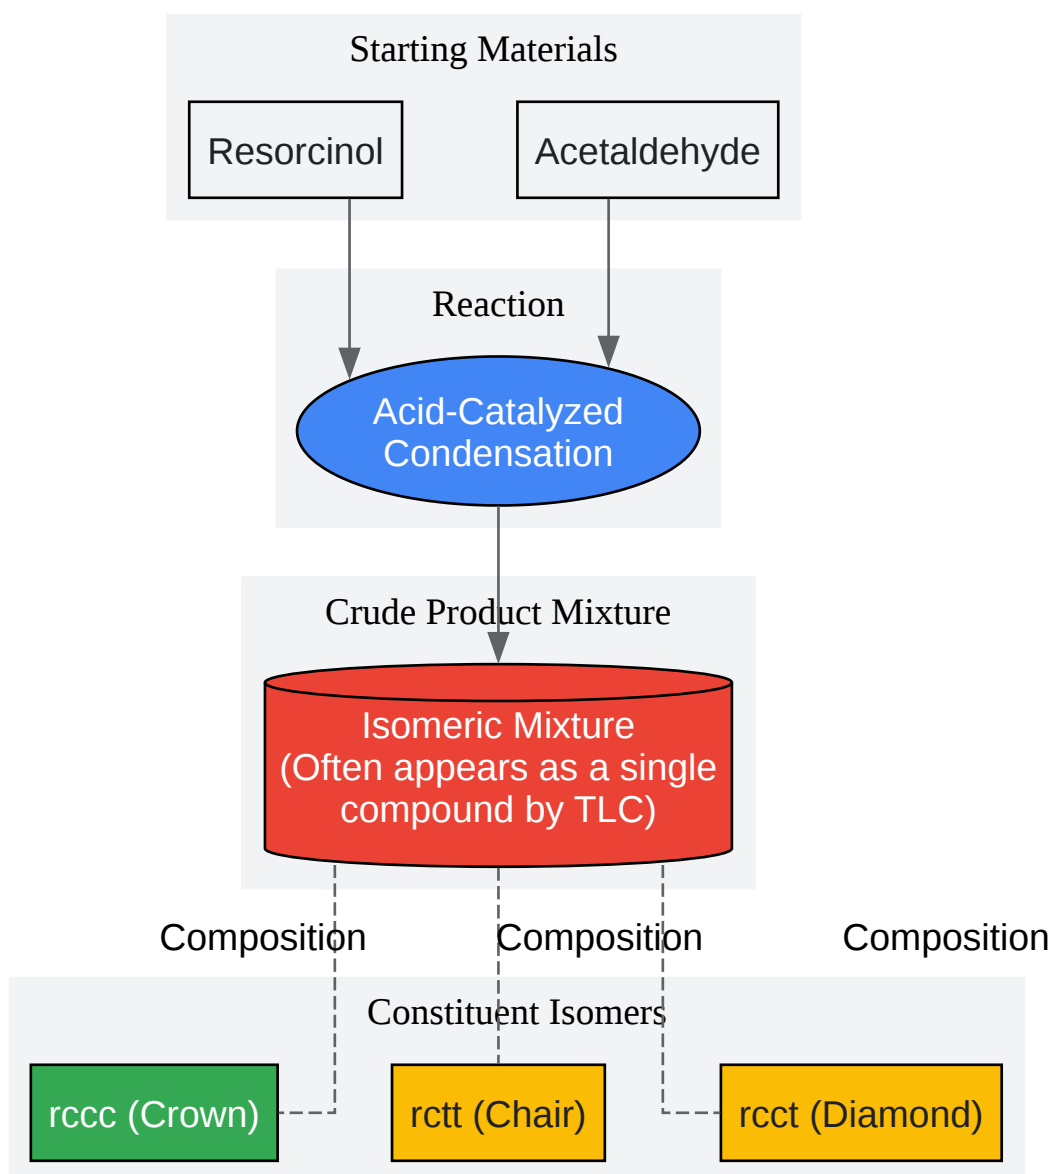 Starting Materials
Resorcinol
Acetaldehyde
Reaction
Acid-Catalyzed
Condensation
Crude Product Mixture
Isomeric Mixture
(Often appears as a single
compound by TLC)
Composition
Composition
Composition
Constituent Isomers
rccc (Crown)
rctt (Chair)
rcct (Diamond)